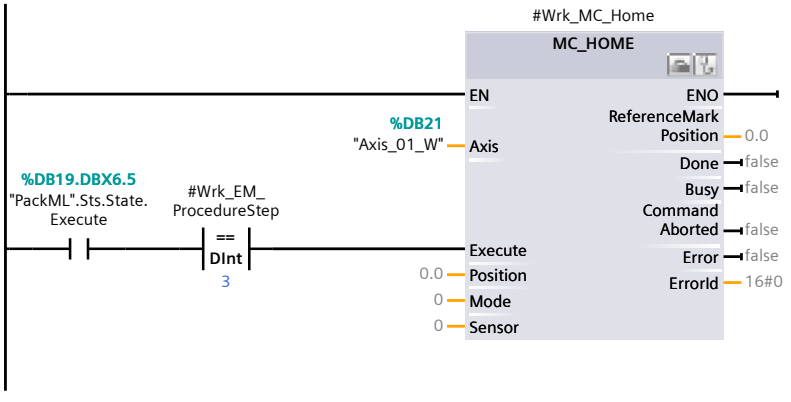 #Wrk_MC_Home
MC_HOME
EN
ENO
ReferenceMark
Position
0.0
%DB21
"Axis_01_W"
Axis
Done
false
Busy
false
Command
Aborted
false
Error
false
ErrorId
16#0
%DB19.DBX6.5
"PackML".Sts.State.
Execute
#Wrk_EM_
ProcedureStep
==
DInt
3
Execute
0.0
Position
0
Mode
0
Sensor